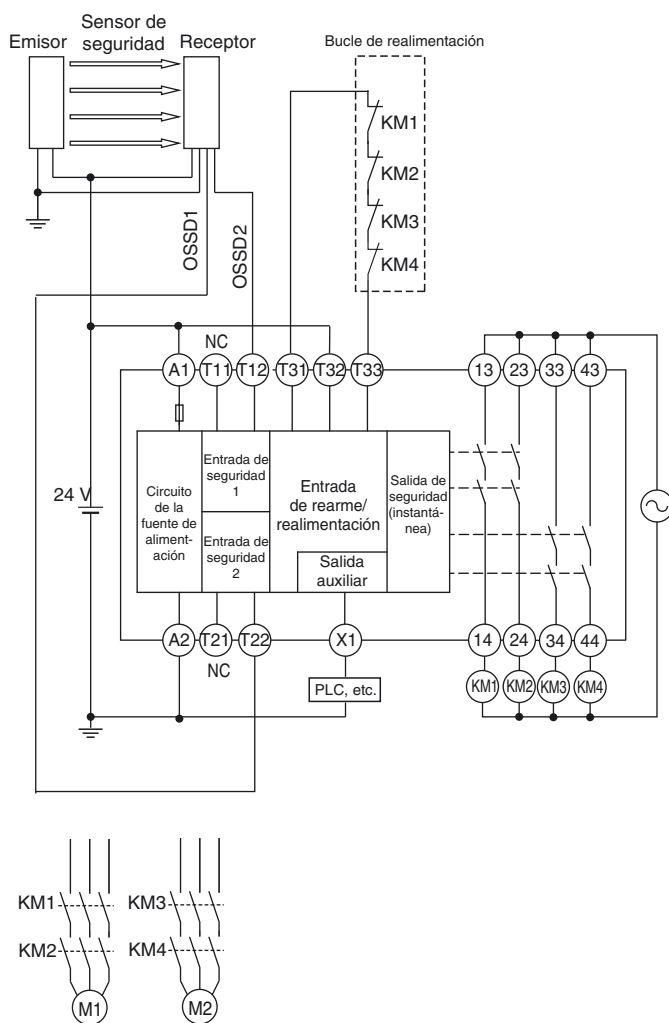 Sensor de
seguridad
Emisor
Receptor
Bucle de realimentación
KM1
KM2
KM3
KM4
OSSD1
OSSD2
NC
A1
T11
T12
T31
T32
T33
13
23
33
43
24 V
Circuito
de la
fuente de
aliment-
ación
Entrada de
seguridad
1
Entrada de
seguridad
2
Entrada
de rearme/
realimentación
Salida
auxiliar
Salida de
seguridad
(instantá-
nea)
A2
T21
T22
X1
14
24
34
44
NC
PLC, etc.
KM1
KM2
KM3
KM4
KM1
KM2
M1
KM3
KM4
M2